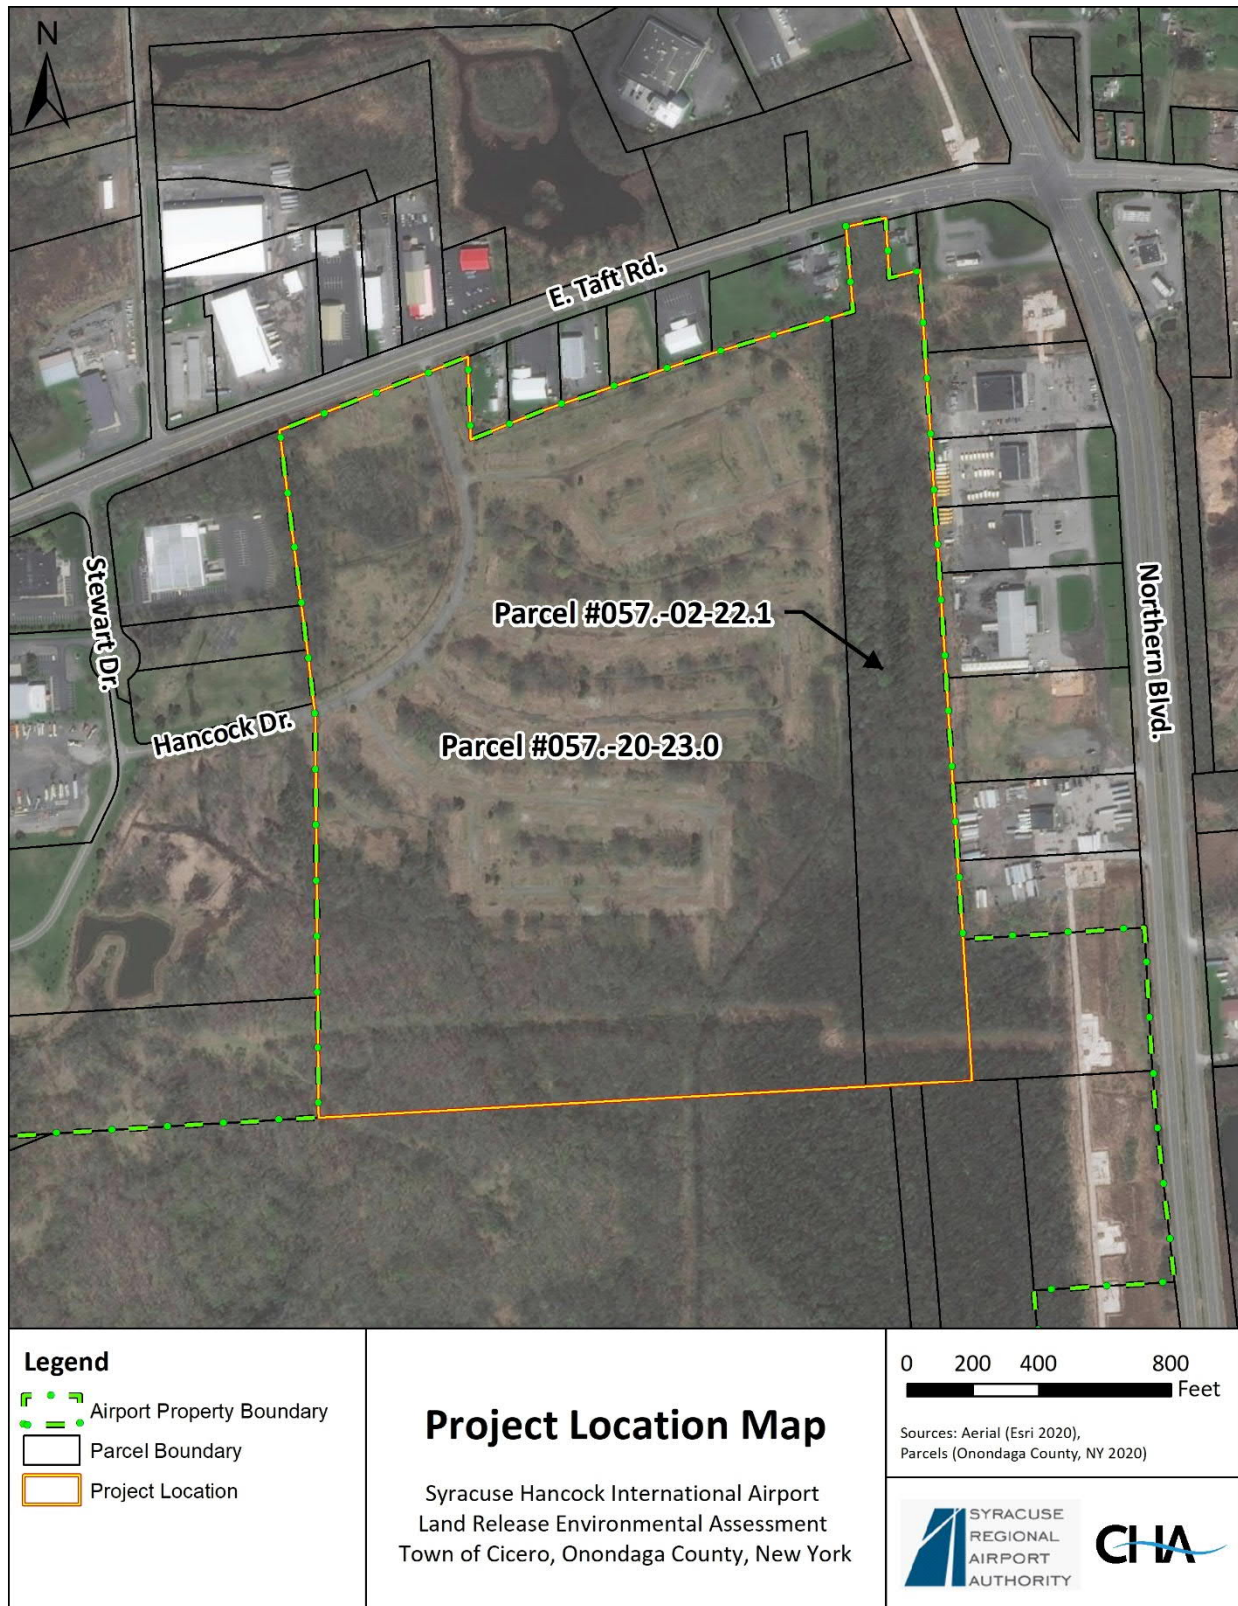 N
E. Taft Rd.
Stewart Dr.
Parcel #057.-02-22.1
Northern Blvd.
Hancock Dr.
Parcel #057.-20-23.0
Legend
Airport Property Boundary
Parcel Boundary
Project Location
Project Location Map
Syracuse Hancock International Airport
Land Release Environmental Assessment
Town of Cicero, Onondaga County, New York
0 200 400 800
Feet
Sources: Aerial (Esri 2020),
Parcels (Onondaga County, NY 2020)
SYRACUSE
REGIONAL
AIRPORT
AUTHORITY
CHA